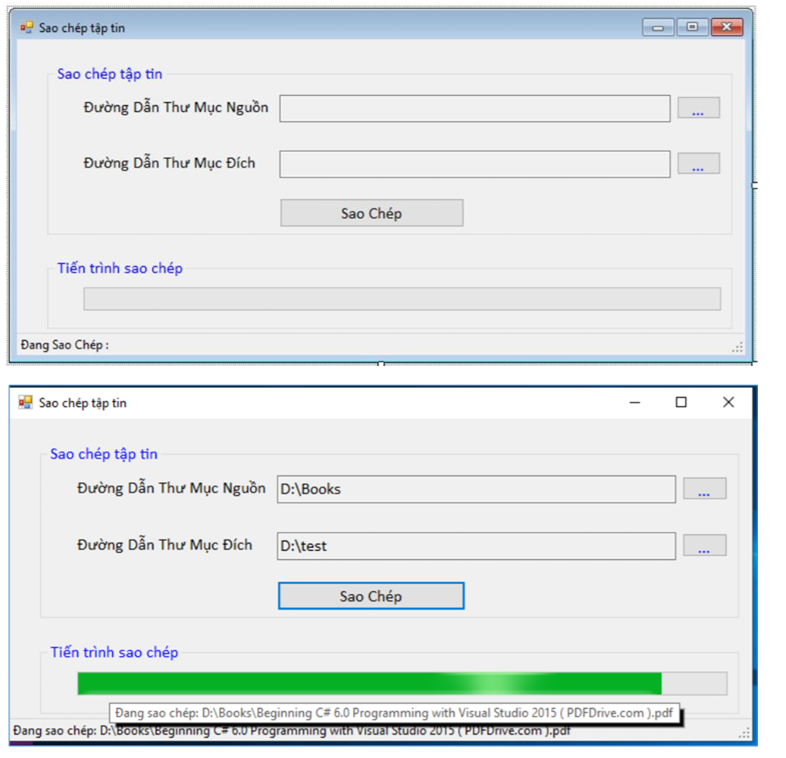 Sao chép tập tin
Sao chép tập tin
Đường Dẫn Thư Mục Nguồn ...
Đường Dẫn Thư Mục Đích ...
Sao Chép
Tiến trình sao chép
Đang Sao Chép :
Sao chép tập tin
Sao chép tập tin
Đường Dẫn Thư Mục Nguồn D:\Books ...
Đường Dẫn Thư Mục Đích D:\test ...
Sao Chép
Tiến trình sao chép
Đang sao chép: D:\Books\Beginning C# 6.0 Programming with Visual Studio 2015 ( PDFDrive.com ).pdf
Đang sao chép: D:\Books\Beginning C# 6.0 Programming with Visual Studio 2015 ( PDFDrive.com ).pdf